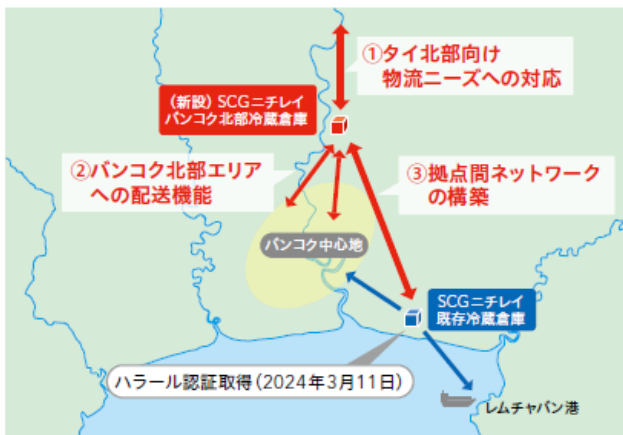 ①タイ北部向け
物流ニーズへの対応
(新設) SCGニチレイ
バンコク北部冷蔵倉庫
②バンコク北部エリア
への配送機能
③拠点間ネットワーク
の構築
バンコク中心地
SCGニチレイ
既存冷蔵倉庫
ハラール認証取得(2024年3月11日)
レムチャバン港